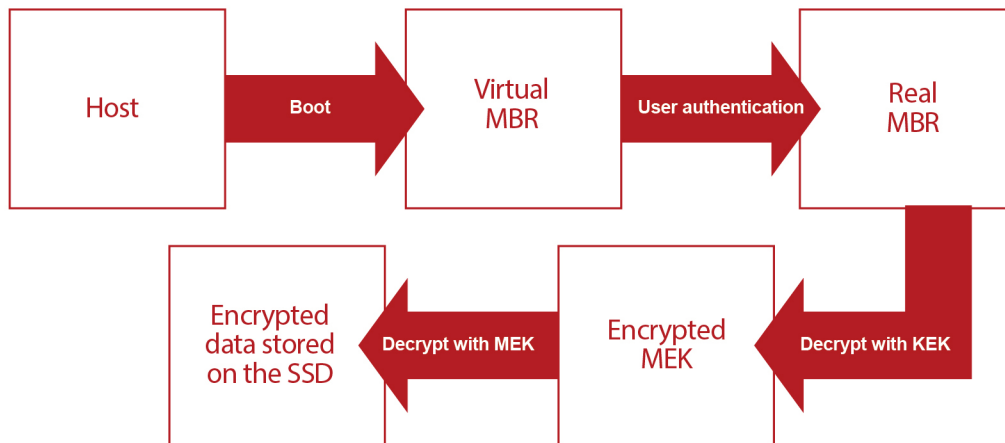 Host
Boot
Virtual
MBR
User authentication
Real
MBR
Decrypt with KEK
Encrypted
MEK
Decrypt with MEK
Encrypted
data stored
on the SSD